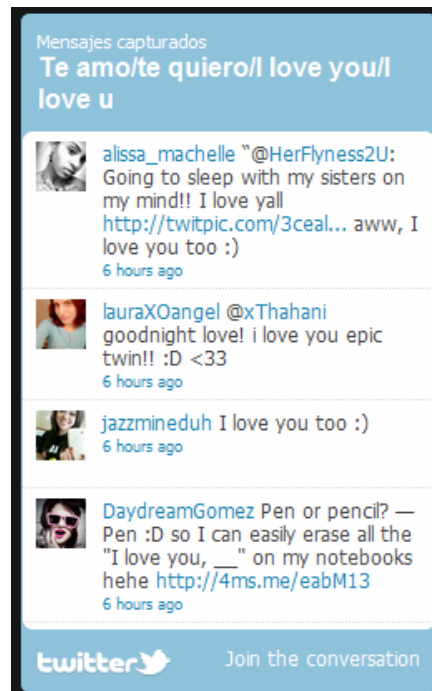 Mensajes capturados
Te amo/te quiero/I love you/I
love u
alissa_machelle “@HerFlyness2U:
Going to sleep with my sisters on
my mind!! I love yall
http://twitpic.com/3ceal... aww, I
love you too :)
6 hours ago
lauraXOangel @xThahani
goodnight love! i love you epic
twin!! :D <33
6 hours ago
jazzmineduh I love you too :)
6 hours ago
DaydreamGomez Pen or pencil? —
Pen :D so I can easily erase all the
"I love you, __" on my notebooks
hehe http://4ms.me/eabM13
6 hours ago
twitter Join the conversation